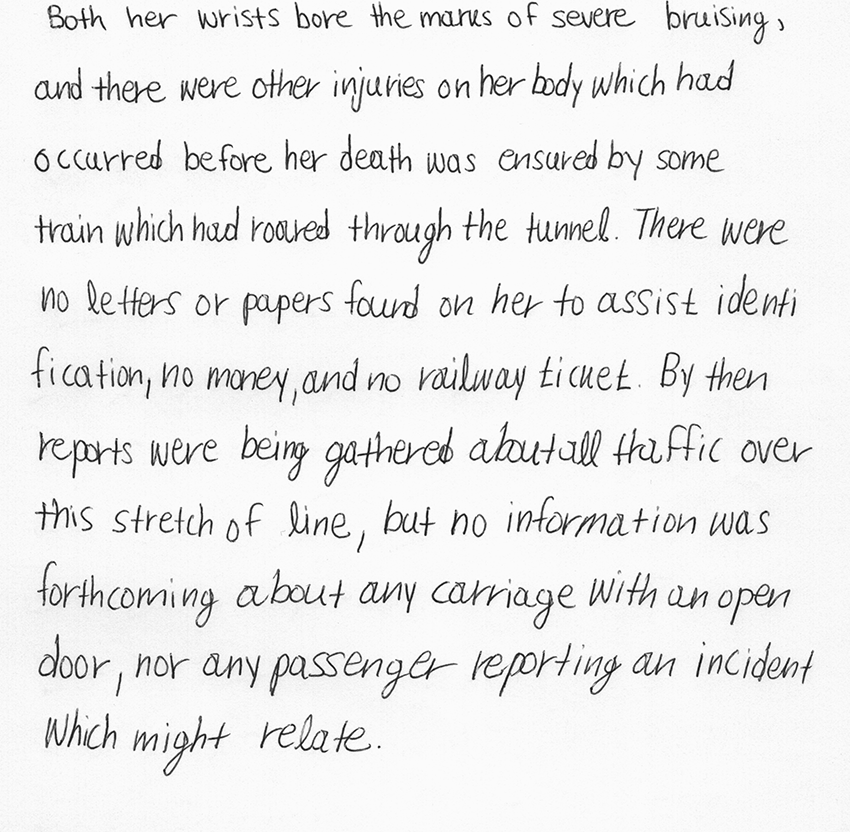 Both her wrists bore the marks of severe bruising,
and there were other injuries on her body which had
occurred before her death was ensured by some
train which had roared through the tunnel. There were
no letters or papers found on her to assist identi
fication, no money, and no railway ticket. By then
reports were being gathered about all traffic over
this stretch of line, but no information was
forthcoming about any carriage with an open
door, nor any passenger reporting an incident
which might relate.